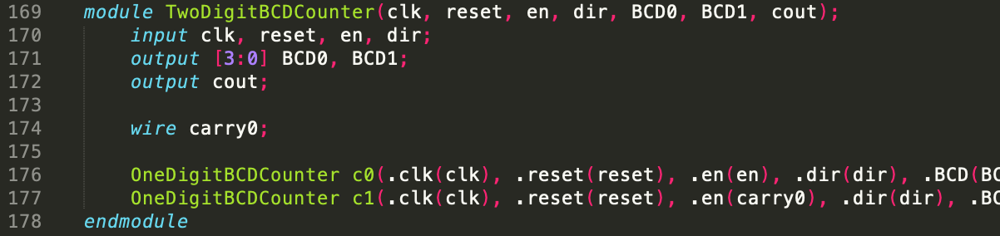 169 module TwoDigitBCDCounter(clk, reset, en, dir, BCD0, BCD1, cout);
170 input clk, reset, en, dir;
171 output [3:0] BCD0, BCD1;
172 output cout;
173
174 wire carry0;
175
176 OneDigitBCDCounter c0(.clk(clk), .reset(reset), .en(en), .dir(dir), .BCD(BC
177 OneDigitBCDCounter c1(.clk(clk), .reset(reset), .en(carry0), .dir(dir), .BC
178 endmodule